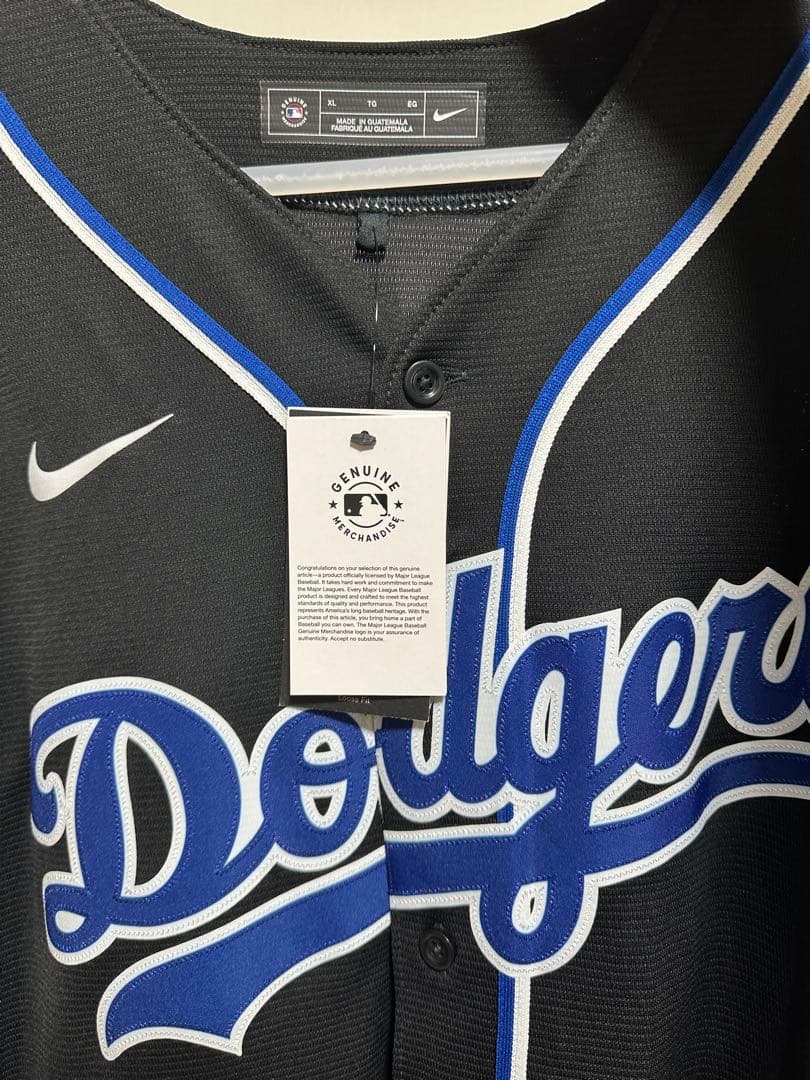 GENUINE
MERCHANDISE
XL TG EG
MADE IN GUATEMALA
FABRIQUÉ AU GUATEMALA
GENUINE
MERCHANDISE
Congratulations on your selection of this genuine
article—a product officially licensed by Major League
Baseball. It takes hard work and commitment to make
the Major Leagues. Every Major League Baseball
product is designed and crafted to meet the highest
standards of quality and performance. This product
represents America's long baseball heritage. With the
purchase of this article, you bring home a part of
Baseball you can own. The Major League Baseball
Genuine Merchandise logo is your assurance of
authenticity. Accept no substitute.
Loose Fit
Dodgers